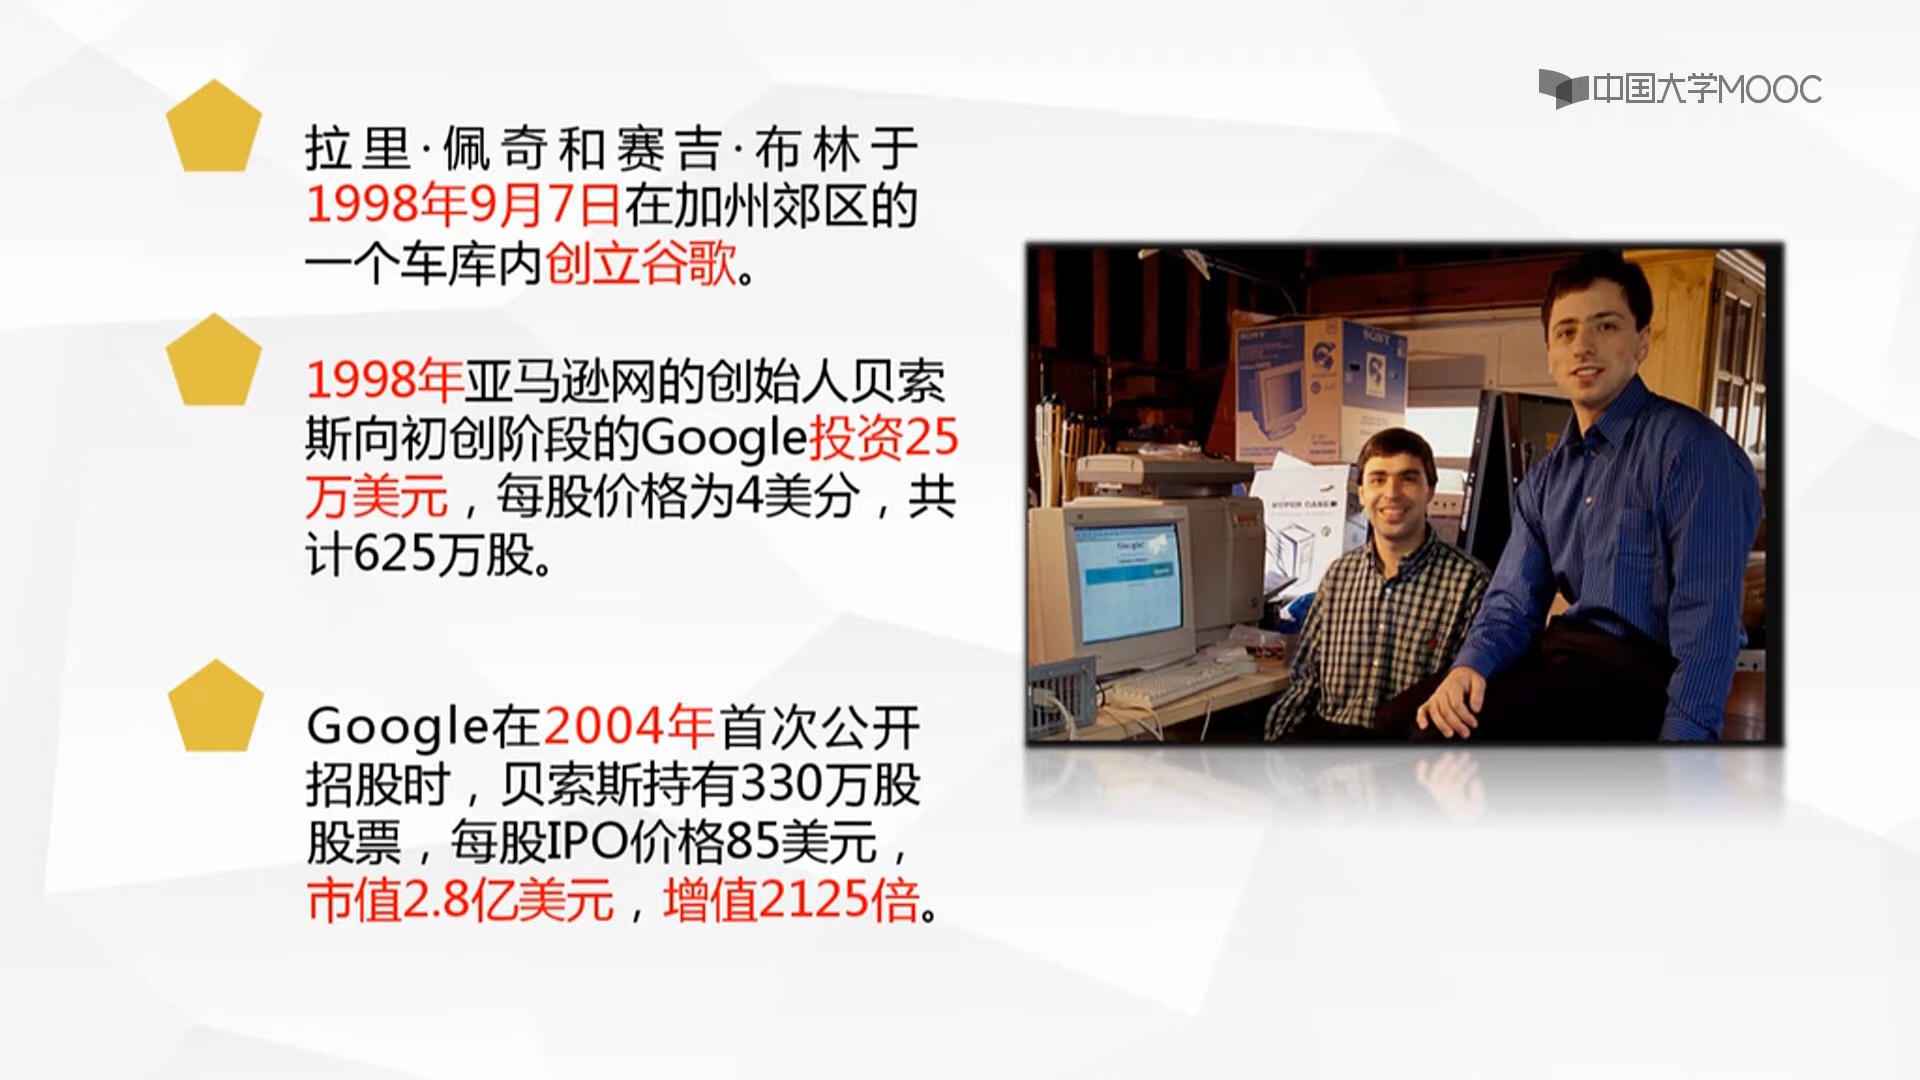 中国大学MOOC
拉里·佩奇和赛吉·布林于
1998年9月7日在加州郊区的
一个车库内创立谷歌。
1998年亚马逊网的创始人贝索
斯向初创阶段的Google投资25
万美元，每股价格为4美分，共
计625万股。
Google在2004年首次公开
招股时，贝索斯持有330万股
股票，每股IPO价格85美元，
市值2.8亿美元，增值2125倍。
SONY
SONY
SUPER CASE
Google!